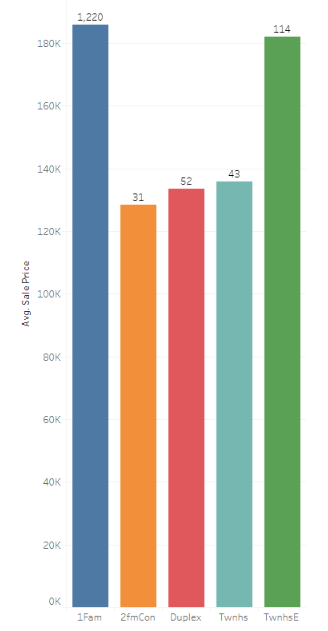 1,220
114
180K
160K
52
43
31
140K
120K
100K
80K
60K
40K
20K
0K
Avg. Sale Price
1Fam
2fmCon
Duplex
Twnhs
TwnhsE